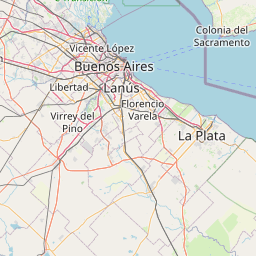 Colonia del
Sacramento
Vicente López
Buenos Aires
Libertad
Lanús
Florencio
Varela
Virrey del
Pino
La Plata